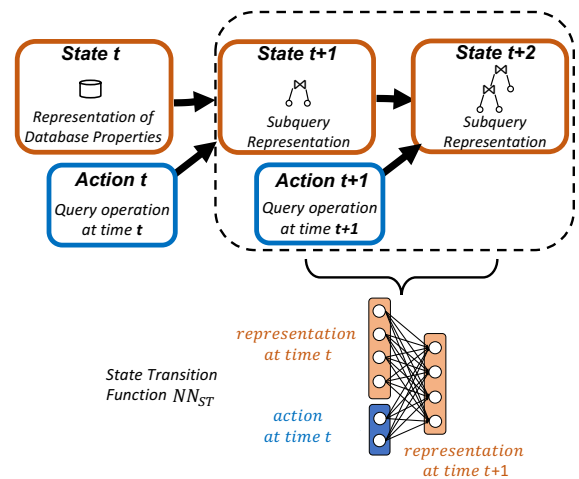 State t
Representation of
Database Properties
State t+1
Subquery
Representation
State t+2
Subquery
Representation
Action t
Query operation
at time t
Action t+1
Query operation
at time t+1
representation
at time t
State Transition
Function NN_ST
action
at time t
representation
at time t+1